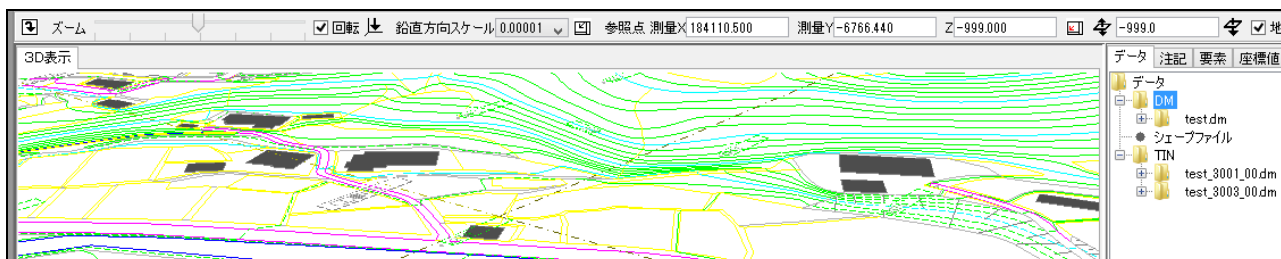 ズーム 回転 鉛直方向スケール 0.00001 参照点 測量X 184110.500 測量Y -6766.440 Z -999.000 -999.0 地
3D表示
データ 注記 要素 座標値
データ
DM
test.dm
シェープファイル
TIN
test_3001_00.dm
test_3003_00.dm